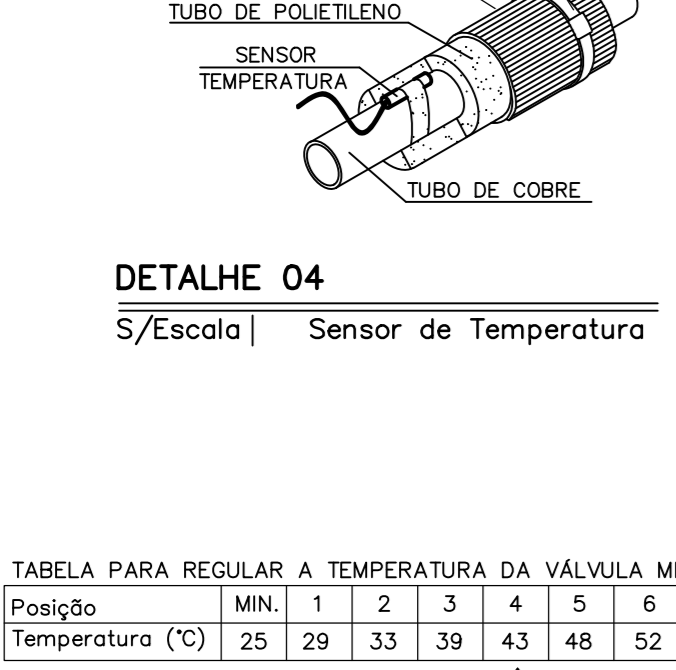 TUBO DE POLIETILENO
SENSOR
TEMPERATURA
TUBO DE COBRE
DETALHE 04
S/Escala | Sensor de Temperatura
TABELA PARA REGULAR A TEMPERATURA DA VÁLVULA
Posição MIN. 1 2 3 4 5 6
Temperatura (°C) 25 29 33 39 43 48 52